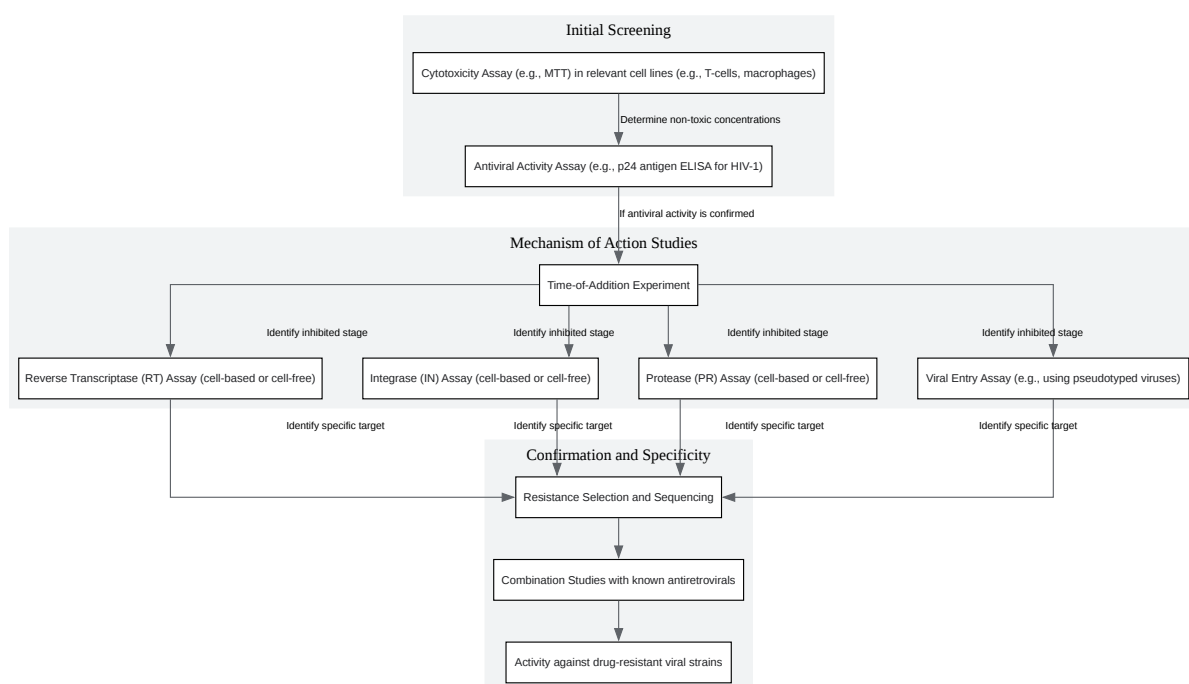 Initial Screening
Cytotoxicity Assay (e.g., MTT) in relevant cell lines (e.g., T-cells, macrophages)
Determine non-toxic concentrations
Antiviral Activity Assay (e.g., p24 antigen ELISA for HIV-1)
If antiviral activity is confirmed
Mechanism of Action Studies
Time-of-Addition Experiment
Identify inhibited stage
Identify inhibited stage
Identify inhibited stage
Identify inhibited stage
Reverse Transcriptase (RT) Assay (cell-based or cell-free)
Integrase (IN) Assay (cell-based or cell-free)
Protease (PR) Assay (cell-based or cell-free)
Viral Entry Assay (e.g., using pseudotyped viruses)
Identify specific target
Identify specific target
Identify specific target
Identify specific target
Confirmation and Specificity
Resistance Selection and Sequencing
Combination Studies with known antiretrovirals
Activity against drug-resistant viral strains